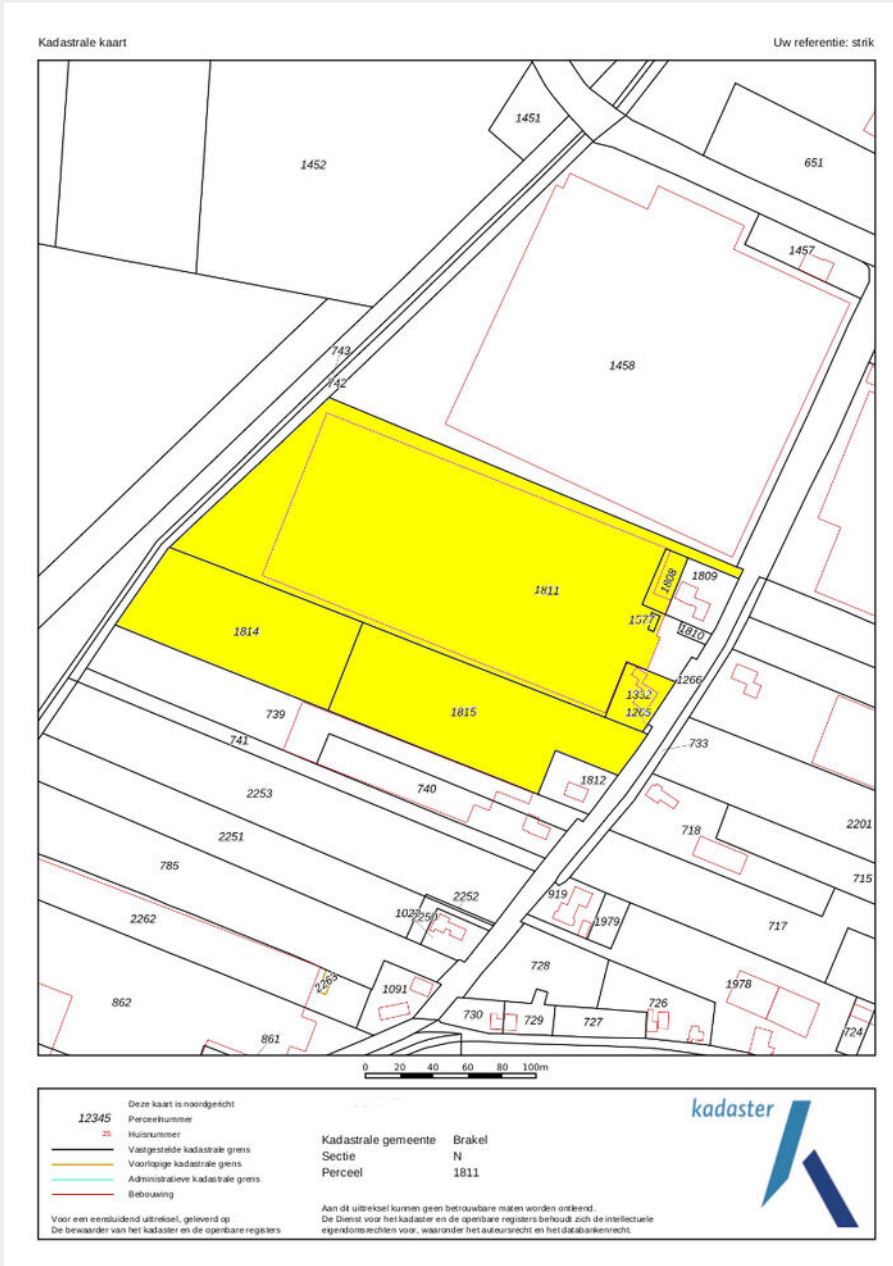 Kadastrale kaart
Uw referentie: strik
1451
1452
651
1457
743
1458
742
1811
1808
1809
1577
1810
1814
1266
1332
1265
1815
739
733
741
1812
740
2253
2201
718
2251
785
715
2252
919
2250
1979
2262
717
728
2263
1091
1978
862
726
730
729
727
724
861
0 20 40 60 80 100m
Deze kaart is noordgericht
12345 Perceelnummer
25 Huisnummer
Vastgestelde kadastrale grens
Voorlopige kadastrale grens
Administratieve kadastrale grens
Bebouwing
Voor een eensluidend uittreksel, geleverd op
De bewaarder van het kadaster en de openbare registers
Kadastrale gemeente Brakel
Sectie N
Perceel 1811
Aan dit uittreksel kunnen geen betrouwbare maten worden ontleend.
De Dienst voor het kadaster en de openbare registers behoudt zich de intellectuele
eigendomsrechten voor, waaronder het auteursrecht en het databankenrecht.
kadaster